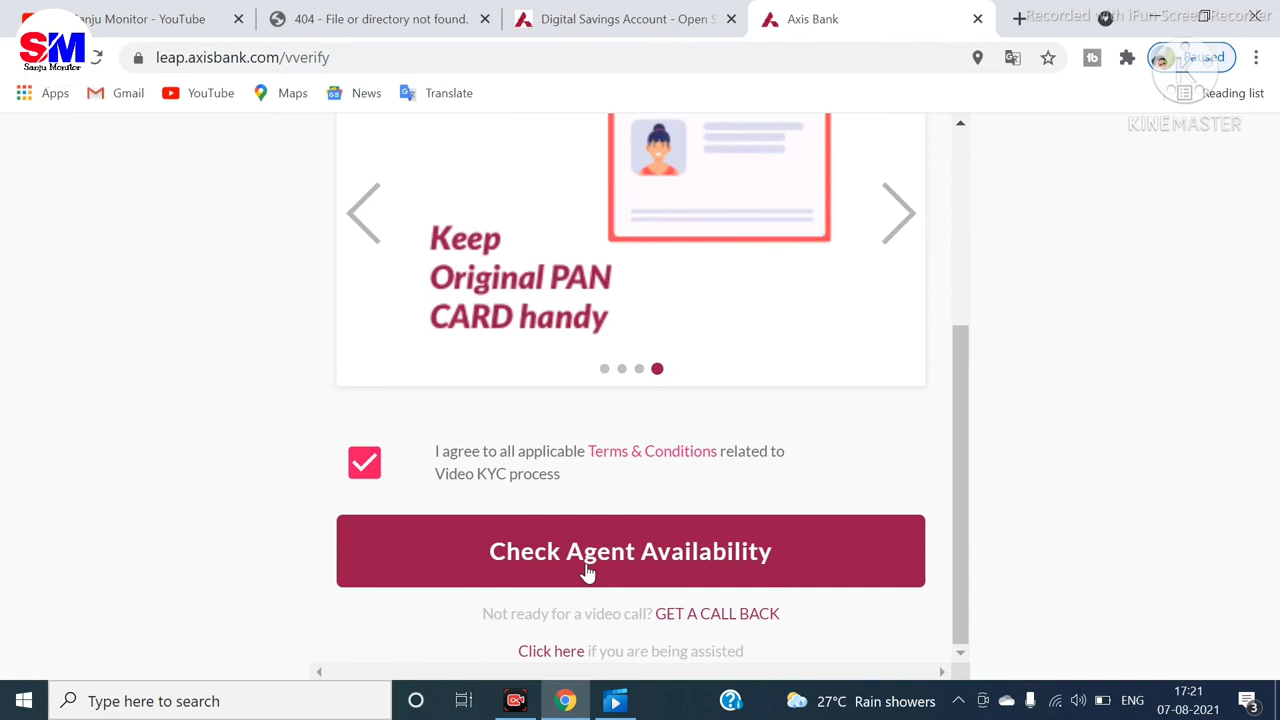 Sanju Monitor - YouTube
404 - File or directory not found.
Digital Savings Account - Open S
Axis Bank
Recorded with iFun Screen Recorder
SM
Sanju Monitor
leap.axisbank.com/vverify
Paused
Apps
Gmail
YouTube
Maps
News
Translate
Reading list
KINEMASTER
Keep
Original PAN
CARD handy
I agree to all applicable Terms & Conditions related to
Video KYC process
Check Agent Availability
Not ready for a video call? GET A CALL BACK
Click here if you are being assisted
Type here to search
27°C Rain showers
ENG
17:21
07-08-2021
3